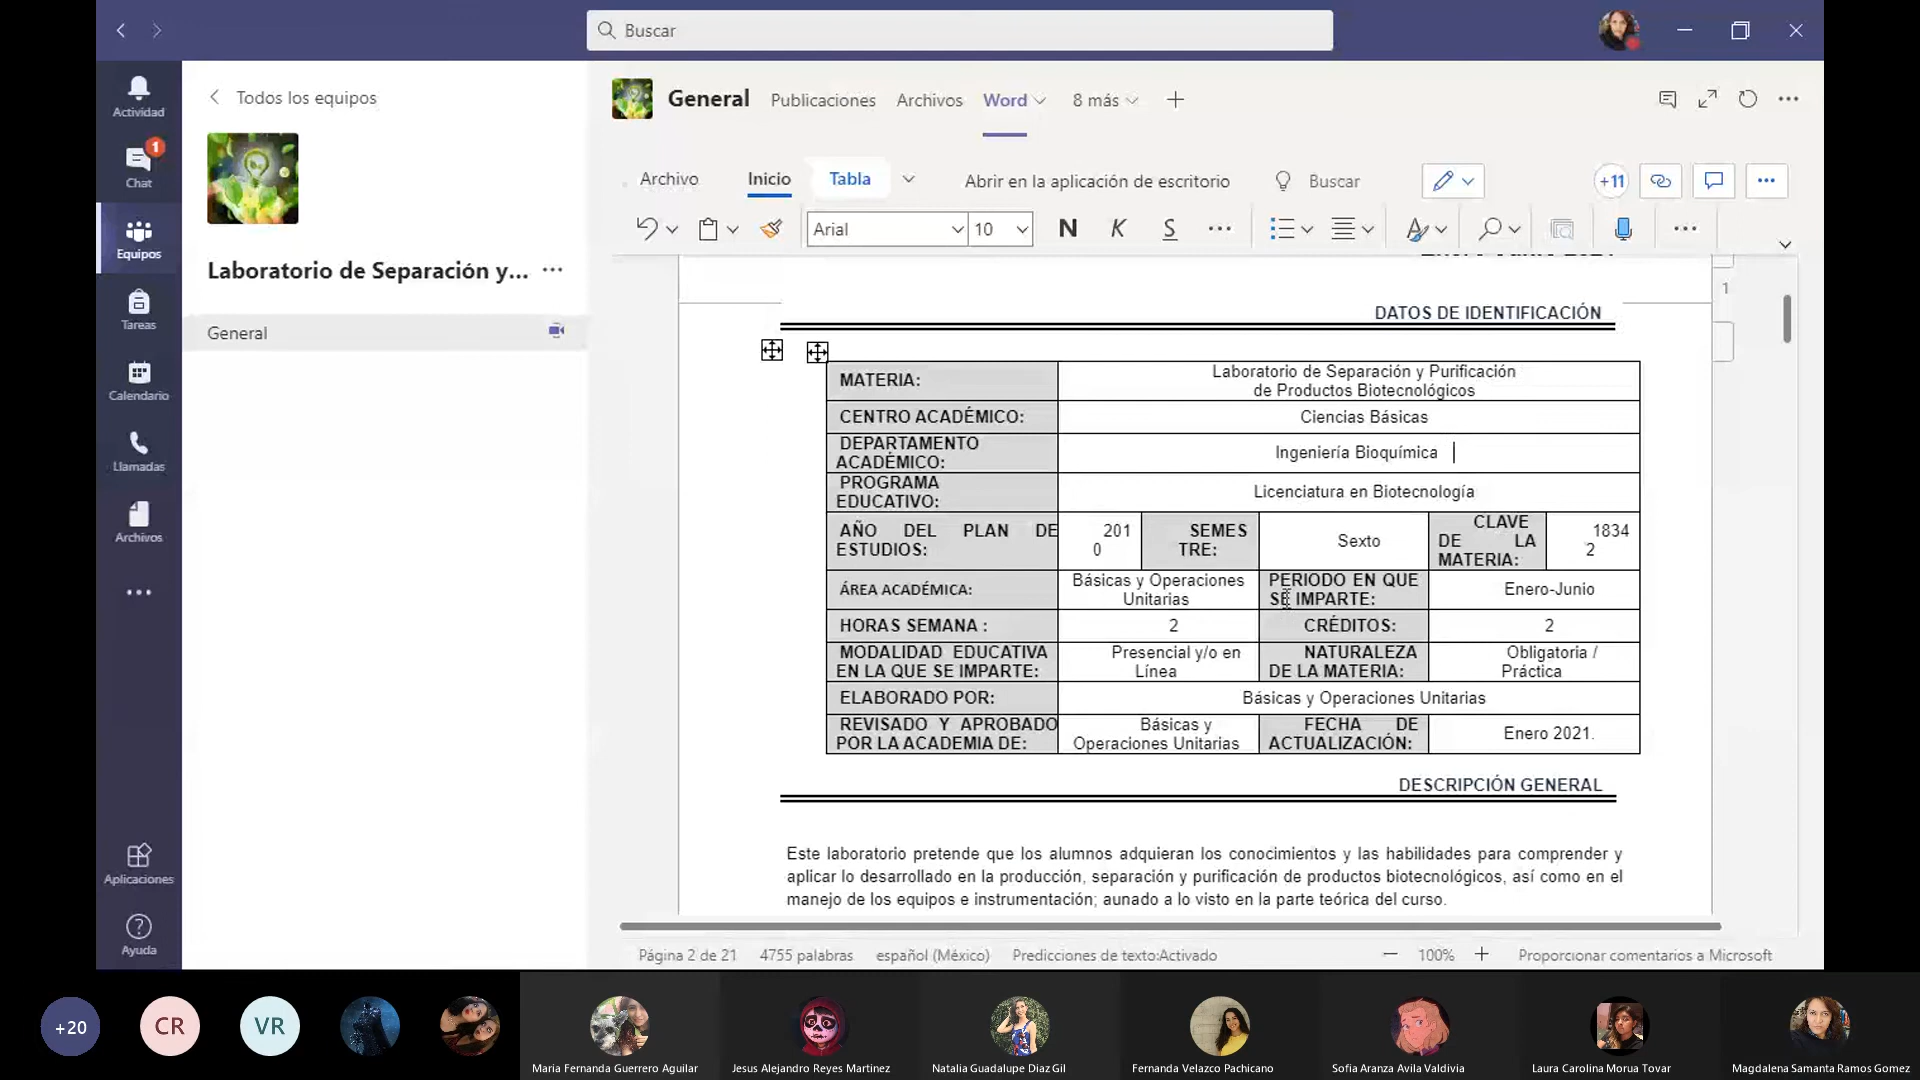 Buscar
Actividad
1
Chat
Equipos
Tareas
Calendario
Llamadas
Archivos
Aplicaciones
Ayuda
Todos los equipos
Laboratorio de Separación y...
General
General Publicaciones Archivos Word 8 más
Archivo Inicio Tabla Abrir en la aplicación de escritorio Buscar +11
Arial 10 N K S
1
DATOS DE IDENTIFICACIÓN
MATERIA: Laboratorio de Separación y Purificación
de Productos Biotecnológicos
CENTRO ACADÉMICO: Ciencias Básicas
DEPARTAMENTO
ACADÉMICO: Ingeniería Bioquímica
PROGRAMA
EDUCATIVO: Licenciatura en Biotecnología
AÑO DEL PLAN DE
ESTUDIOS:
201
0
SEMES
TRE:
Sexto
CLAVE
DE LA
MATERIA:
1834
2
ÁREA ACADÉMICA:
Básicas y Operaciones
Unitarias
PERIODO EN QUE
SE IMPARTE:
Enero-Junio
HORAS SEMANA : 2 CRÉDITOS: 2
MODALIDAD EDUCATIVA
EN LA QUE SE IMPARTE:
Presencial y/o en
Línea
NATURALEZA
DE LA MATERIA:
Obligatoria /
Práctica
ELABORADO POR: Básicas y Operaciones Unitarias
REVISADO Y APROBADO
POR LA ACADEMIA DE:
Básicas y
Operaciones Unitarias
FECHA DE
ACTUALIZACIÓN:
Enero 2021.
DESCRIPCIÓN GENERAL
Este laboratorio pretende que los alumnos adquieran los conocimientos y las habilidades para comprender y
aplicar lo desarrollado en la producción, separación y purificación de productos biotecnológicos, así como en el
manejo de los equipos e instrumentación; aunado a lo visto en la parte teórica del curso.
Página 2 de 21 4755 palabras español (México) Predicciones de texto:Activado 100% Proporcionar comentarios a Microsoft
+20 CR VR
Maria Fernanda Guerrero Aguilar Jesus Alejandro Reyes Martinez Natalia Guadalupe Diaz Gil Fernanda Velazco Pachicano Sofia Aranza Avila Valdivia Laura Carolina Morua Tovar Magdalena Samanta Ramos Gomez